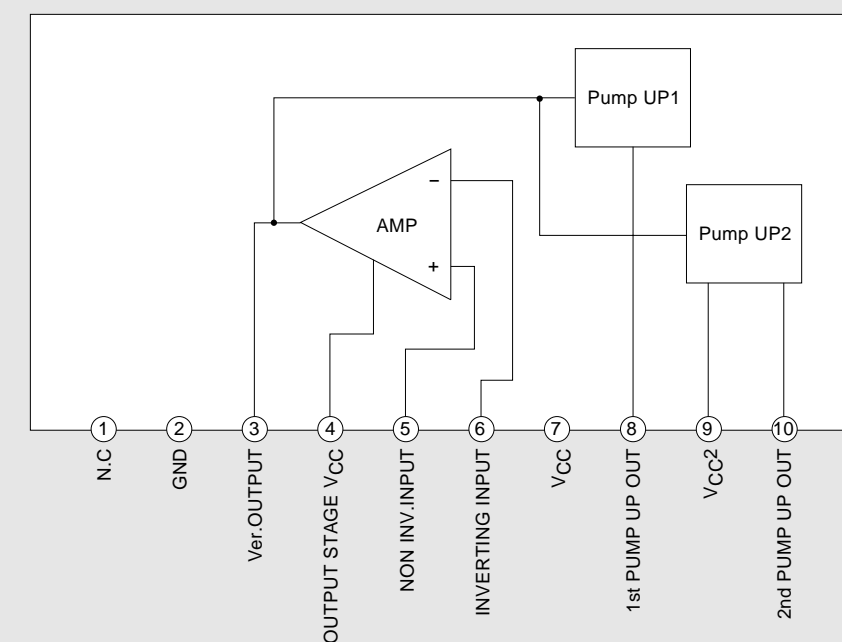 Pump UP1
−
AMP
Pump UP2
+
1 2 3 4 5 6 7 8 9 10
N.C
GND
Ver.OUTPUT
OUTPUT STAGE VCC
NON INV.INPUT
INVERTING INPUT
VCC
1st PUMP UP OUT
VCC2
2nd PUMP UP OUT